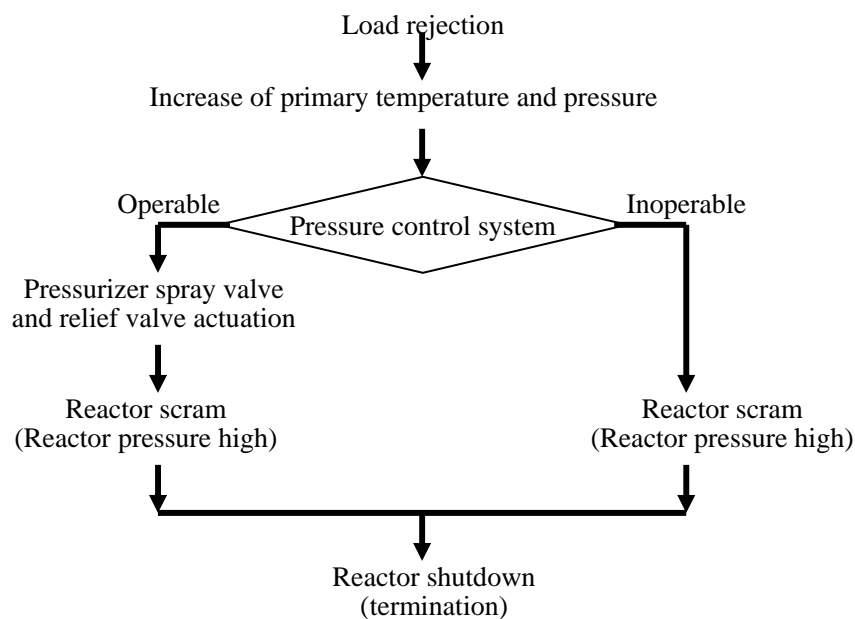 Load rejection
Increase of primary temperature and pressure
Operable
Inoperable
Pressure control system
Pressurizer spray valve
and relief valve actuation
Reactor scram
(Reactor pressure high)
Reactor scram
(Reactor pressure high)
Reactor shutdown
(termination)